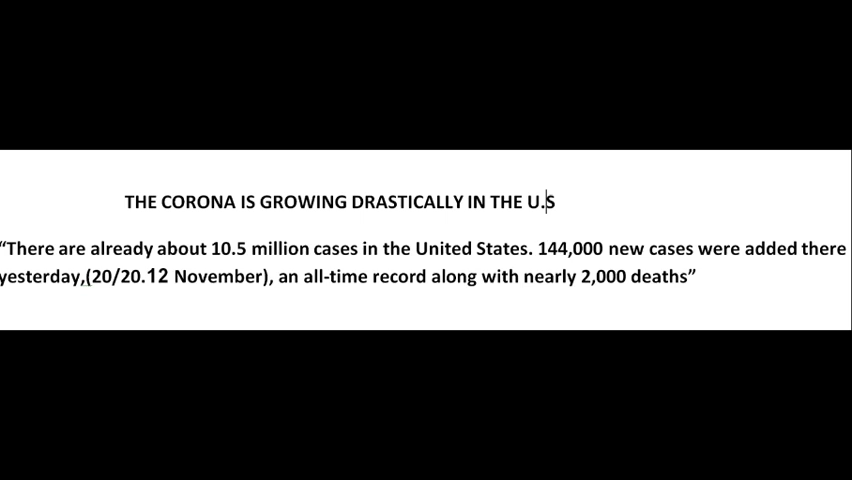 THE CORONA IS GROWING DRASTICALLY IN THE U.S
“There are already about 10.5 million cases in the United States. 144,000 new cases were added there
yesterday,(20/20.12 November), an all-time record along with nearly 2,000 deaths”